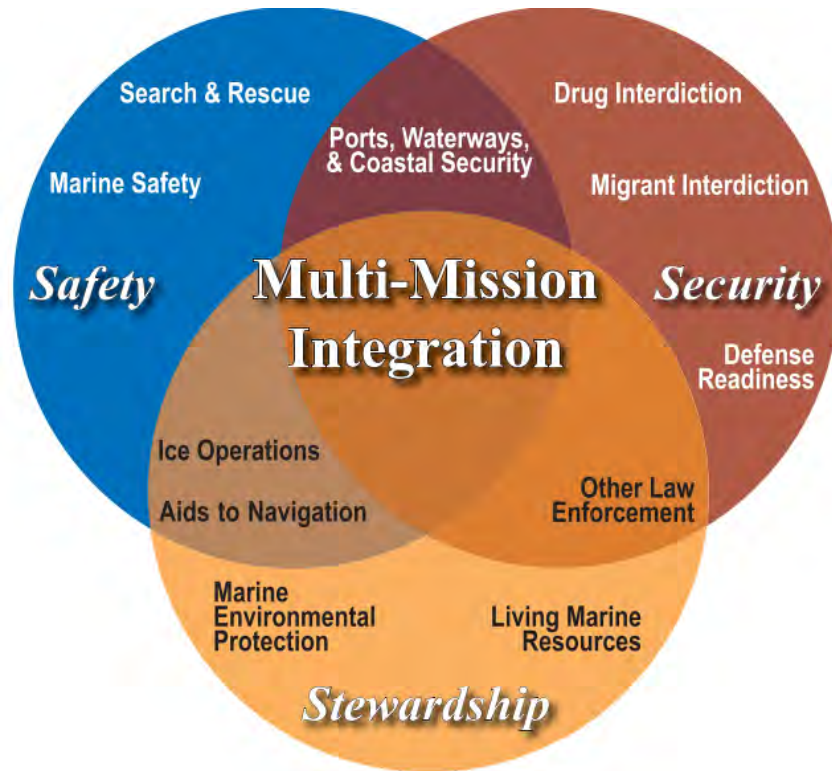 Search & Rescue
Drug Interdiction
Ports, Waterways,
& Coastal Security
Marine Safety
Migrant Interdiction
Safety
Multi-Mission
Integration
Security
Defense
Readiness
Ice Operations
Aids to Navigation
Other Law
Enforcement
Marine
Environmental
Protection
Living Marine
Resources
Stewardship